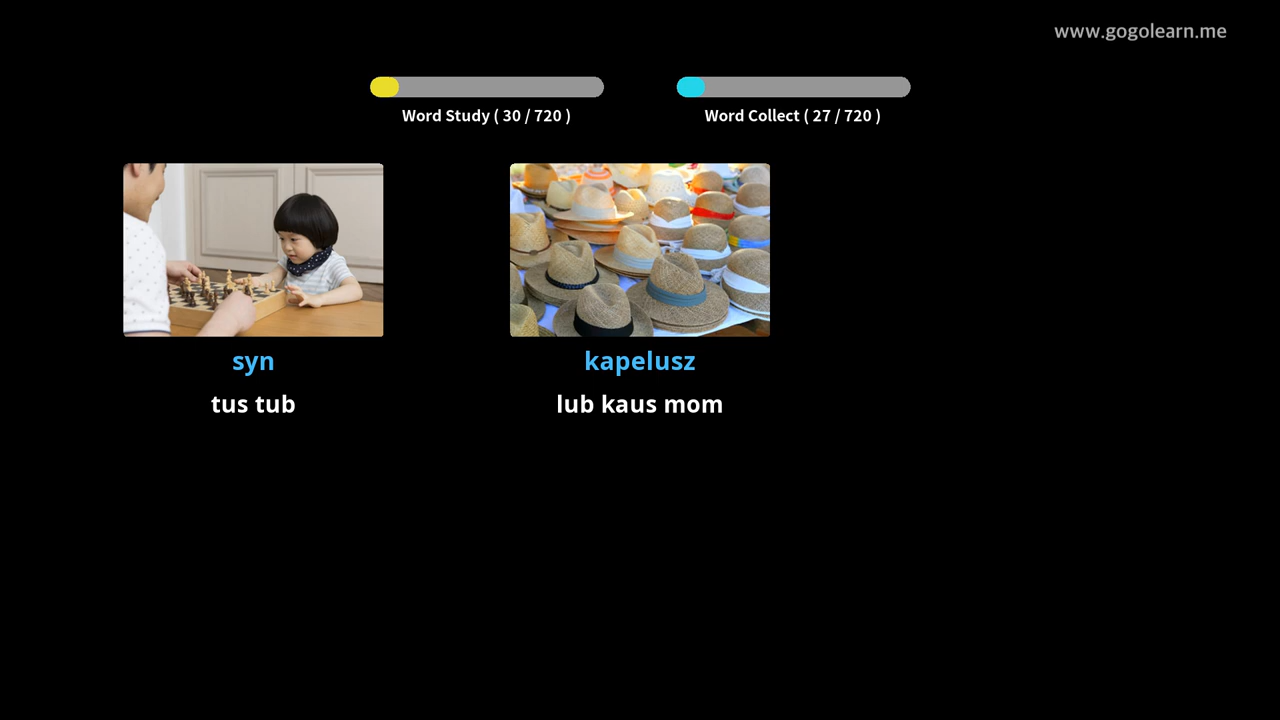 www.gogolearn.me
Word Study ( 30 / 720 )
Word Collect ( 27 / 720 )
syn
tus tub
kapelusz
lub kaus mom